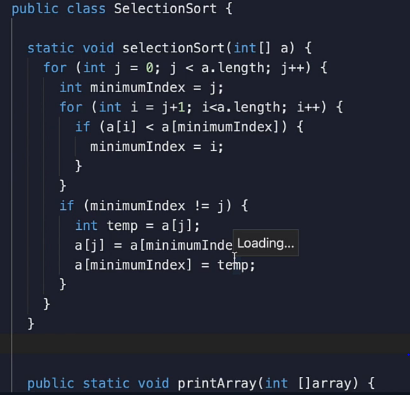 public class SelectionSort {
static void selectionSort(int[] a) {
for (int j = 0; j < a.length; j++) {
int minimumIndex = j;
for (int i = j+1; i<a.length; i++) {
if (a[i] < a[minimumIndex]) {
minimumIndex = i;
}
}
if (minimumIndex != j) {
int temp = a[j];
a[j] = a[minimumInde
Loading...
a[minimumIndex] = temp;
}
}
}
public static void printArray(int []array) {